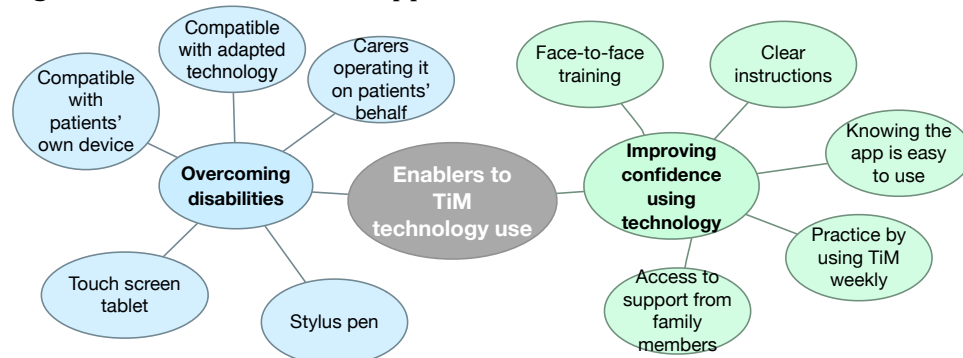 Compatible
with adapted
technology
Carers
operating it
on patients'
behalf
Compatible
with
patients'
own device
Overcoming
disabilities
Touch screen
tablet
Stylus pen
Enablers to
TiM
technology use
Face-to-face
training
Clear
instructions
Improving
confidence
using
technology
Knowing the
app is easy
to use
Practice by
using TiM
weekly
Access to
support from
family
members